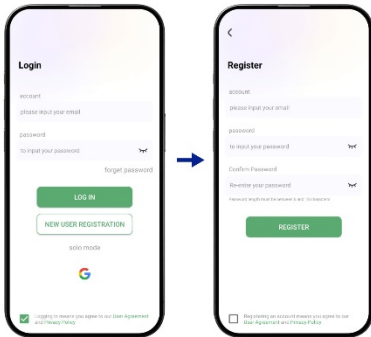 Login
account
please input your email
password
to input your password
forget password
LOG IN
NEW USER REGISTRATION
solo mode
G
Logging in means you agree to our User Agreement
and Privacy Policy
Register
account
please input your email
password
to input your password
Confirm Password
Re-enter your password
REGISTER
Registering an account means you agree to our
User Agreement and Privacy Policy